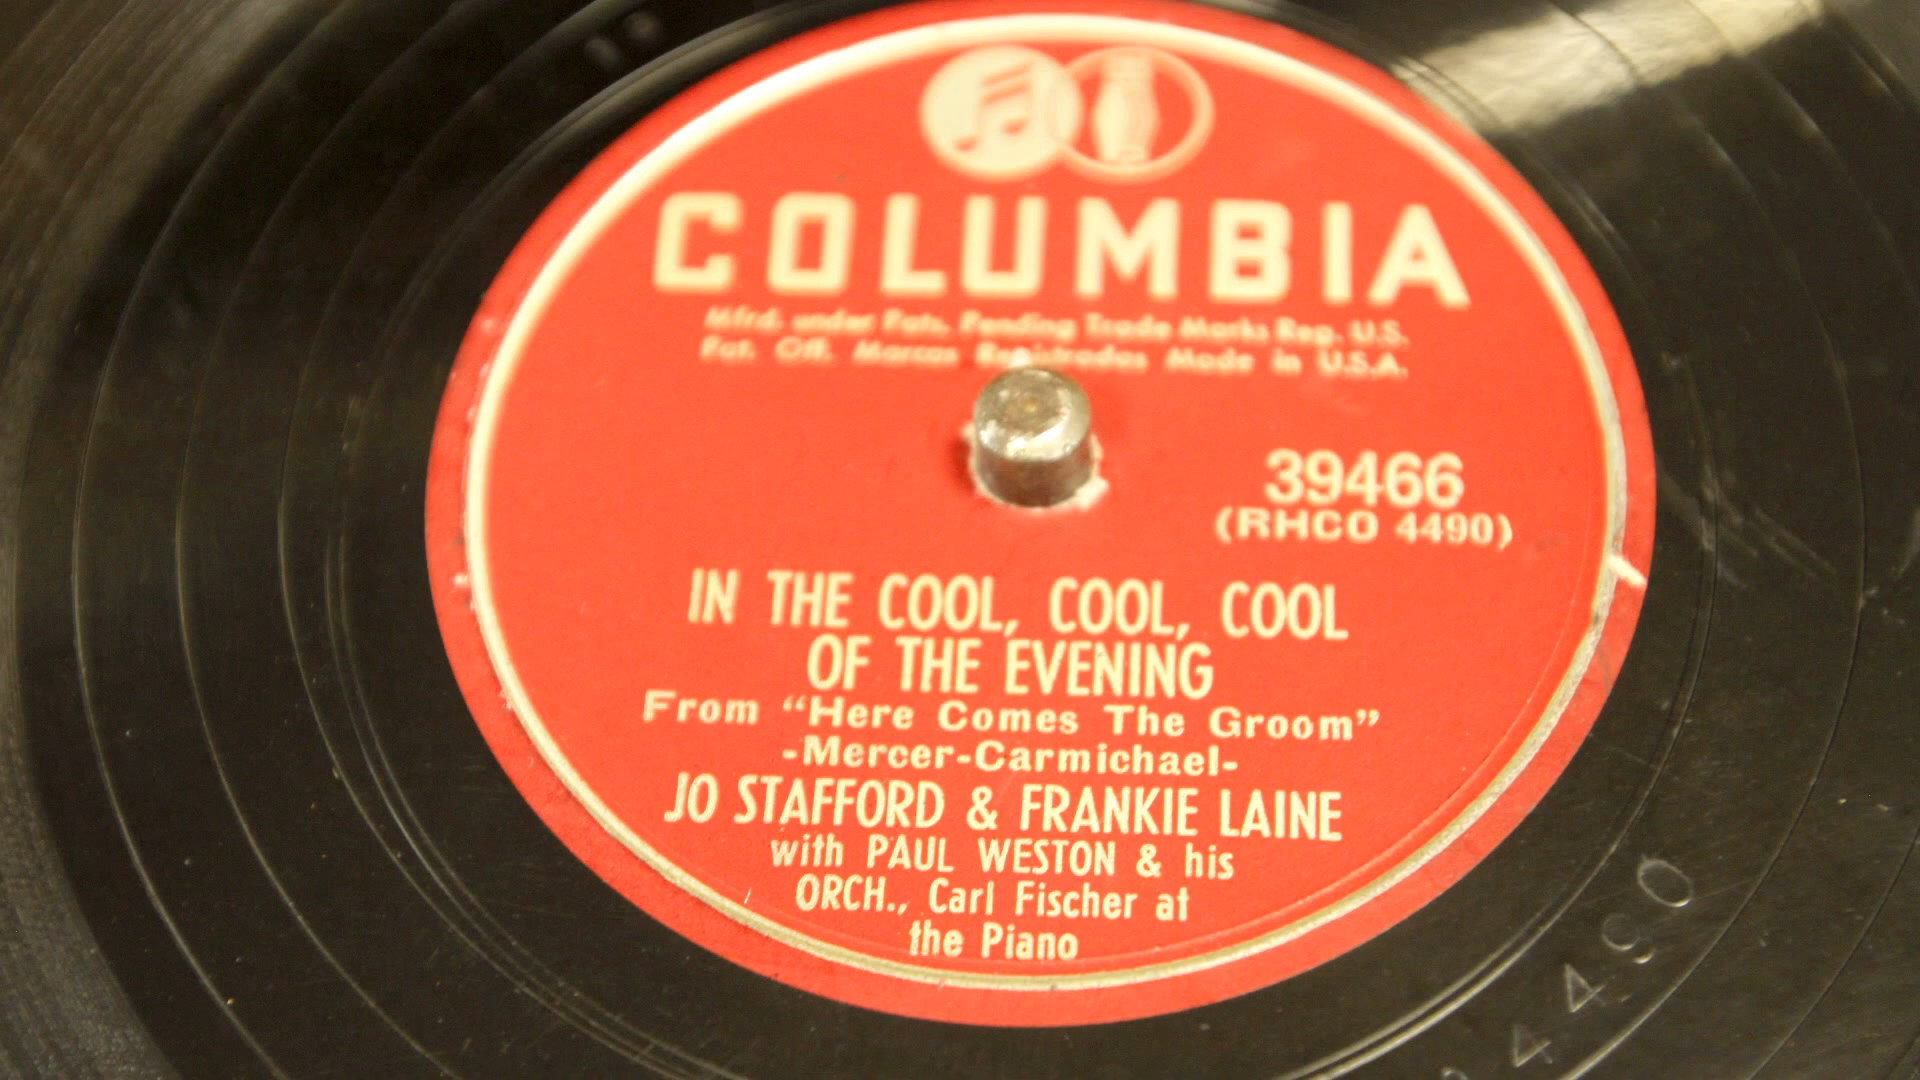 COLUMBIA
Mfrd. under Pats. Pending Trade Marks Reg. U.S.
Pat. Off. Marcas Registradas Made in U.S.A.
39466
(RHCO 4490)
IN THE COOL, COOL, COOL
OF THE EVENING
From “Here Comes The Groom”
-Mercer-Carmichael-
JO STAFFORD & FRANKIE LAINE
with PAUL WESTON & his
ORCH., Carl Fischer at
the Piano
4490